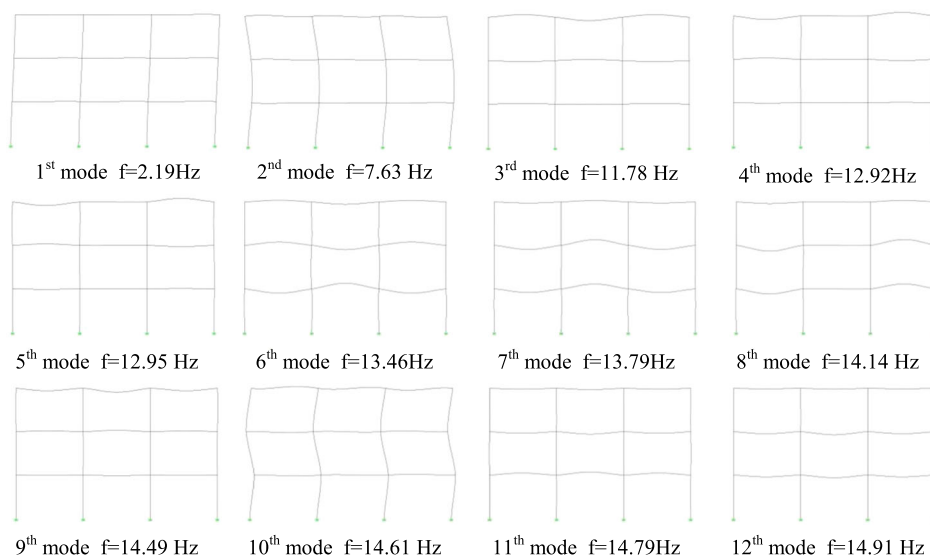 1st mode f=2.19Hz
2nd mode f=7.63 Hz
3rd mode f=11.78 Hz
4th mode f=12.92Hz
5th mode f=12.95 Hz
6th mode f=13.46Hz
7th mode f=13.79Hz
8th mode f=14.14 Hz
9th mode f=14.49 Hz
10th mode f=14.61 Hz
11th mode f=14.79Hz
12th mode f=14.91 Hz